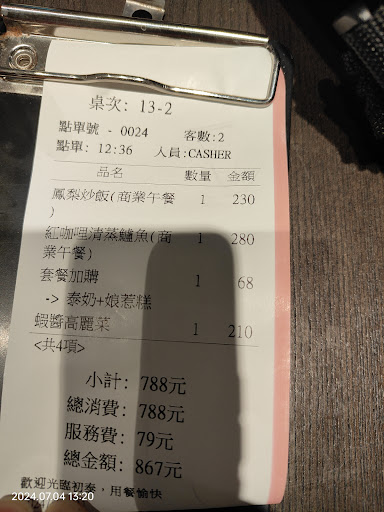 桌次: 13-2
點單號 - 0024 客數:2
點單: 12:36 人員:CASHER
品名 數量 金額
鳳梨炒飯(商業午餐 1 230
)
紅咖哩清蒸鱸魚(商 1 280
業午餐)
套餐加購 1 68
-> 泰奶+娘惹糕
蝦醬高麗菜 1 210
<共4項>
小計: 788元
總消費: 788元
服務費: 79元
總金額: 867元
歡迎光臨初泰，用餐愉快
2024.07.04 13:20